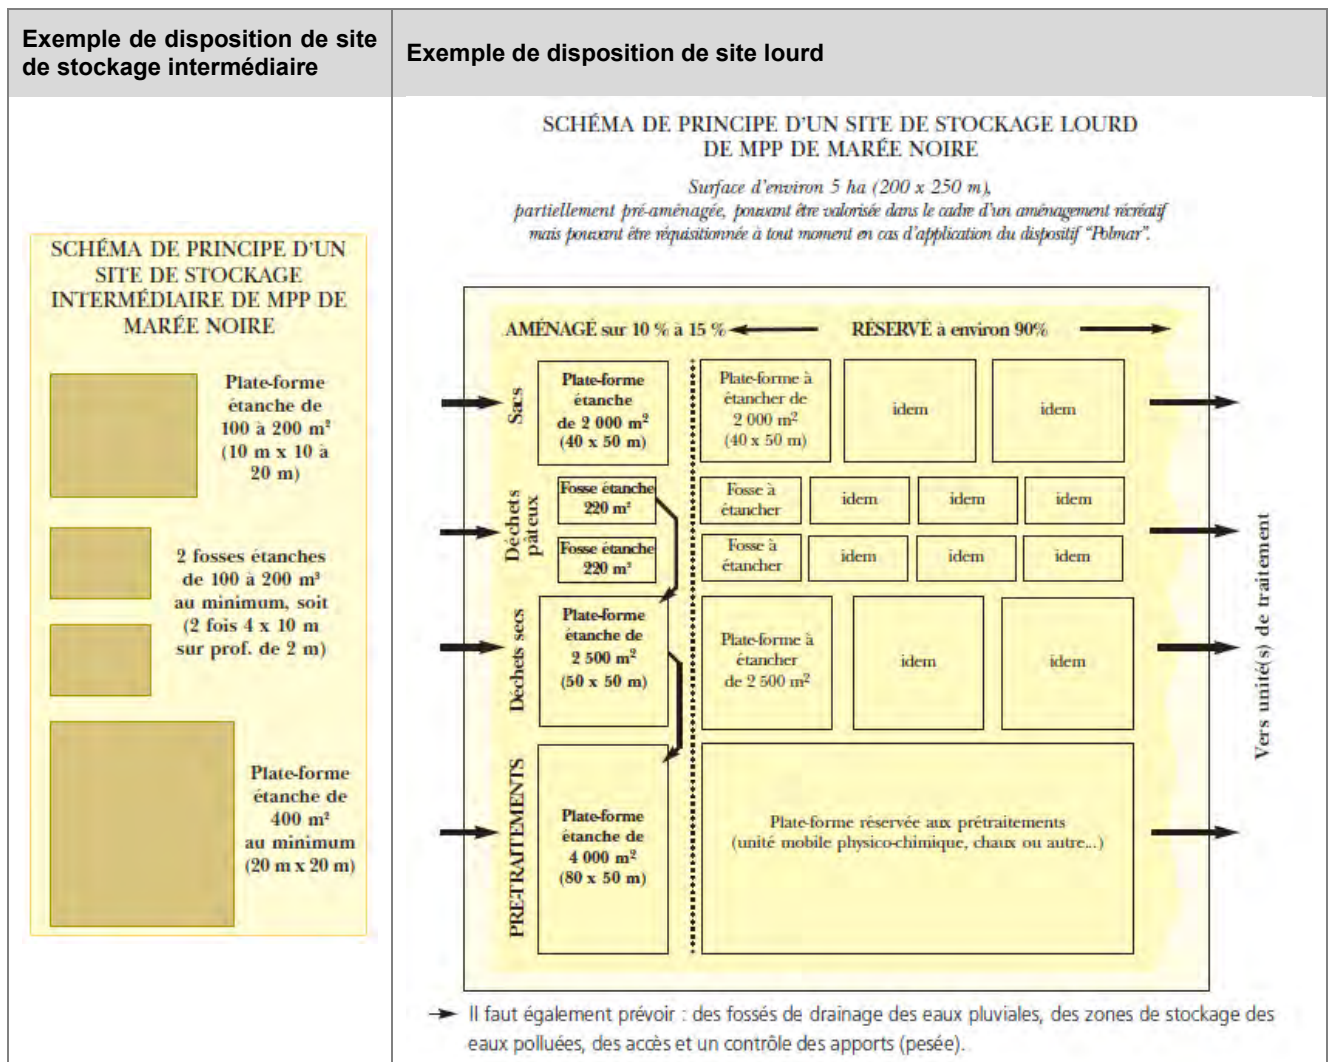 Exemple de disposition de site
de stockage intermédiaire
Exemple de disposition de site lourd
SCHÉMA DE PRINCIPE D'UN
SITE DE STOCKAGE
INTERMÉDIAIRE DE MPP DE
MARÉE NOIRE
Plate-forme
étanche de
100 à 200 m²
(10 m x 10 à
20 m)
2 fosses étanches
de 100 à 200 m³
au minimum, soit
(2 fois 4 x 10 m
sur prof. de 2 m)
Plate-forme
étanche de
400 m²
au minimum
(20 m x 20 m)
SCHÉMA DE PRINCIPE D'UN SITE DE STOCKAGE LOURD
DE MPP DE MARÉE NOIRE
Surface d'environ 5 ha (200 x 250 m),
partiellement pré-aménagée, pouvant être valorisée dans le cadre d'un aménagement récréatif
mais pouvant être réquisitionnée à tout moment en cas d'application du dispositif "Polmar".
AMÉNAGÉ sur 10 % à 15 %
RÉSERVÉ à environ 90%
Sacs
Plate-forme
étanche
de 2 000 m²
(40 x 50 m)
Plate-forme à
étancher de
2 000 m²
(40 x 50 m)
idem
idem
Déchets
pâteux
Fosse étanche
220 m³
Fosse à
étancher
idem
idem
idem
Fosse étanche
220 m³
Fosse à
étancher
idem
idem
idem
Déchets secs
Plate-forme
étanche de
2 500 m²
(50 x 50 m)
Plate-forme à
étancher
de 2 500 m²
idem
idem
PRE-TRAITEMENTS
Plate-forme
étanche de
4 000 m²
(80 x 50 m)
Plate-forme réservée aux prétraitements
(unité mobile physico-chimique, chaux ou autre...)
Vers unité(s) de traitement
Il faut également prévoir : des fossés de drainage des eaux pluviales, des zones de stockage des
eaux polluées, des accès et un contrôle des apports (pesée).